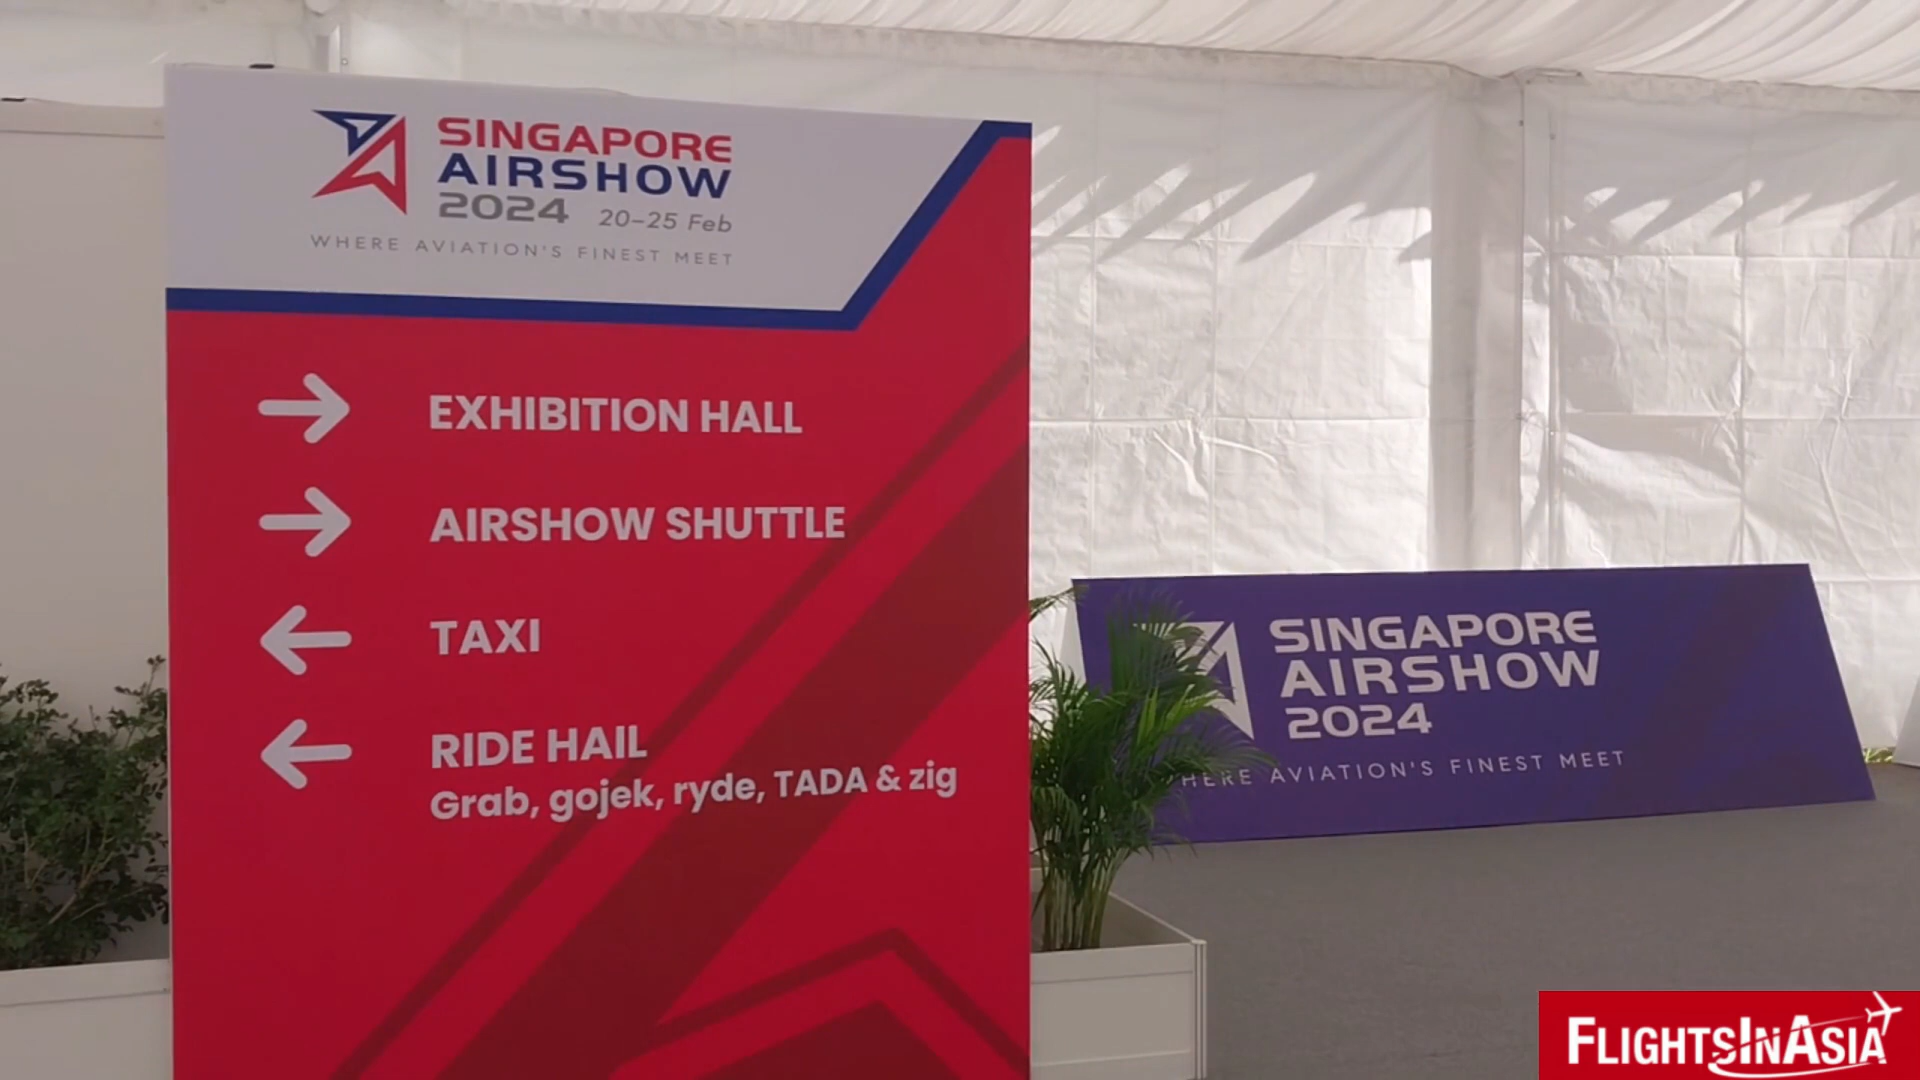 SINGAPORE
AIRSHOW
2024 20–25 Feb
WHERE AVIATION'S FINEST MEET
EXHIBITION HALL
AIRSHOW SHUTTLE
TAXI
RIDE HAIL
Grab, gojek, ryde, TADA & zig
SINGAPORE
AIRSHOW
2024
WHERE AVIATION'S FINEST MEET
FLIGHTSINASIA